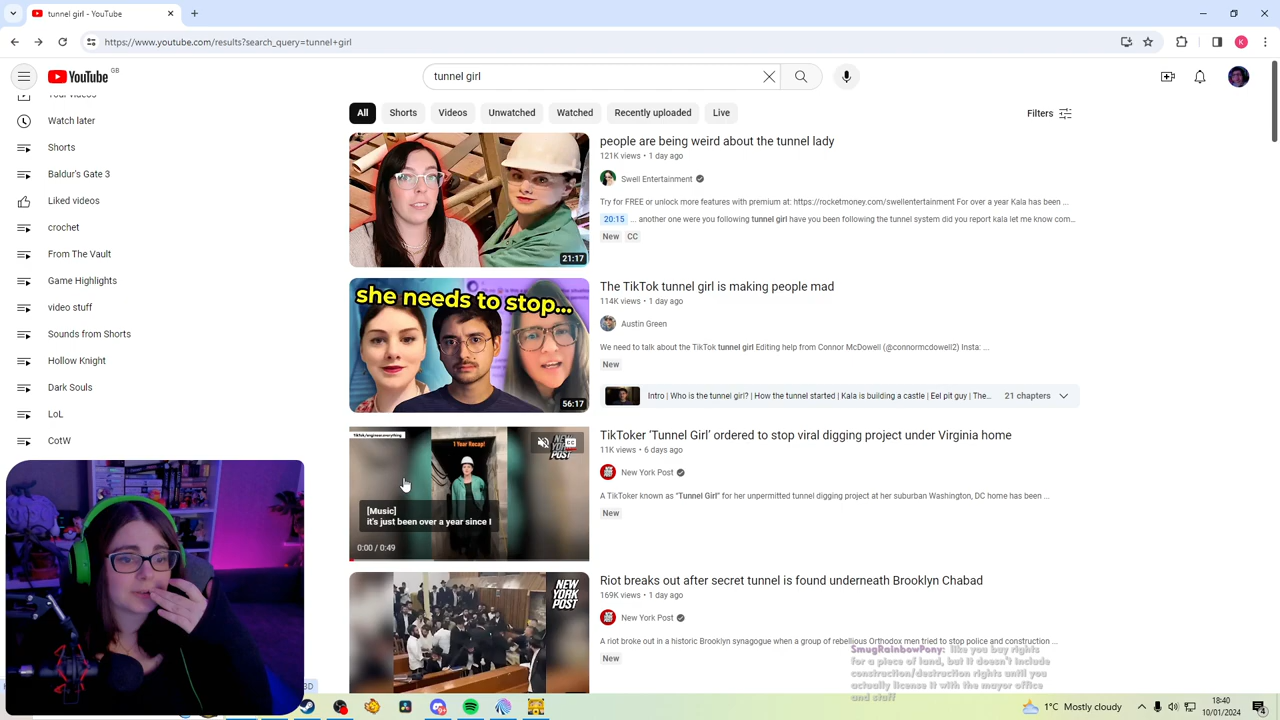 tunnel girl - YouTube
https://www.youtube.com/results?search_query=tunnel+girl
K
YouTube GB
tunnel girl
Your videos
Watch later
Shorts
Baldur's Gate 3
Liked videos
crochet
From The Vault
Game Highlights
video stuff
Sounds from Shorts
Hollow Knight
Dark Souls
LoL
CotW
All Shorts Videos Unwatched Watched Recently uploaded Live
Filters
21:17
people are being weird about the tunnel lady
121K views • 1 day ago
Swell Entertainment
Try for FREE or unlock more features with premium at: https://rocketmoney.com/swellentertainment For over a year Kala has been ...
20:15 ... another one were you following tunnel girl have you been following the tunnel system did you report kala let me know com...
New CC
she needs to stop...
56:17
The TikTok tunnel girl is making people mad
114K views • 1 day ago
Austin Green
We need to talk about the TikTok tunnel girl Editing help from Connor McDowell (@connormcdowell2) Insta: ...
New
Intro | Who is the tunnel girl? | How the tunnel started | Kala is building a castle | Eel pit guy | The... 21 chapters
TikTok/engineer.everything
1 Year Recap!
[Music]
it's just been over a year since I
0:00 / 0:49
TikToker ‘Tunnel Girl’ ordered to stop viral digging project under Virginia home
11K views • 6 days ago
New York Post
A TikToker known as “Tunnel Girl” for her unpermitted tunnel digging project at her suburban Washington, DC home has been ...
New
NEW
YORK
POST
Riot breaks out after secret tunnel is found underneath Brooklyn Chabad
169K views • 1 day ago
New York Post
A riot broke out in a historic Brooklyn synagogue when a group of rebellious Orthodox men tried to stop police and construction ...
New
SmugRainbowPony: like you bay rights
for a piece of land, but it doesn't include
construction/destruction rights until you
actually license it with the mayor office
and stuff
1°C Mostly cloudy
18:40
10/01/2024